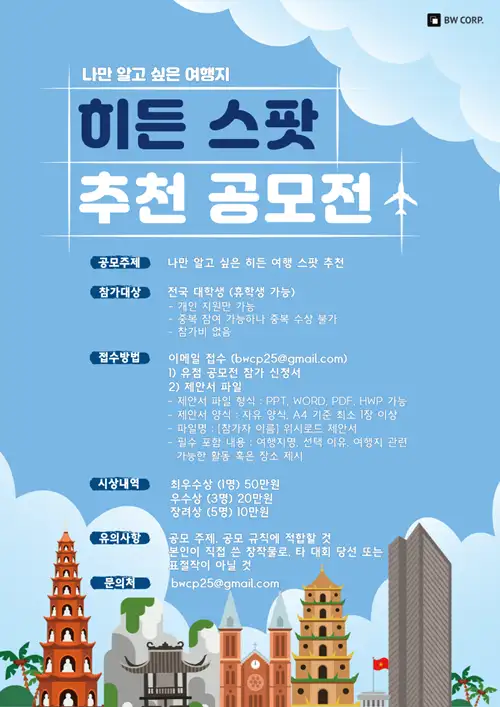 BW CORP.
나만 알고 싶은 여행지
히든 스팟
추천 공모전
공모주제 나만 알고 싶은 히든 여행 스팟 추천
참가대상 전국 대학생 (휴학생 가능)
- 개인 지원만 가능
- 중복 참여 가능하나 중복 수상 불가
- 참가비 없음
접수방법 이메일 접수 (bwcp25@gmail.com)
1) 유점 공모전 참가 신청서
2) 제안서 파일
- 제안서 파일 형식 : PPT, WORD, PDF, HWP 가능
- 제안서 양식 : 자유 양식, A4 기준 최소 1장 이상
- 파일명 : [참가자 이름] 위시로드 제안서
- 필수 포함 내용 : 여행지명, 선택 이유, 여행지 관련
가능한 활동 혹은 장소 제시
시상내역 최우수상 (1명) 50만원
우수상 (3명) 20만원
장려상 (5명) 10만원
유의사항 공모 주제, 공모 규칙에 적합할 것
본인이 직접 쓴 창작물로, 타 대회 당선 또는
표절작이 아닐 것
문의처 bwcp25@gmail.com